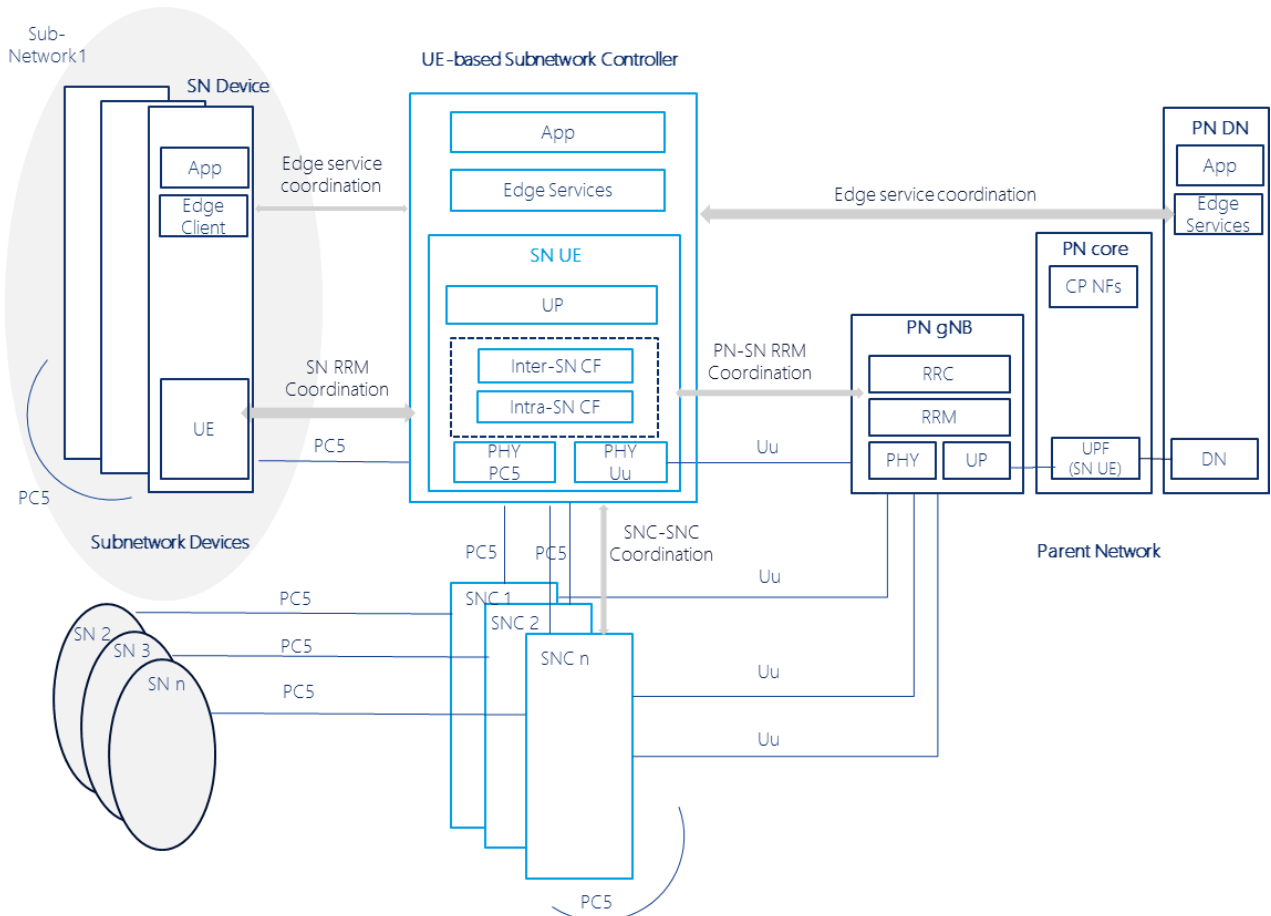 Sub-
Network1
UE-based Subnetwork Controller
SN Device
App
Edge
Client
UE
PC5
Subnetwork Devices
Edge service
coordination
SN RRM
Coordination
PC5
App
Edge Services
SN UE
UP
Inter-SN CF
Intra-SN CF
PHY
PC5
PHY
Uu
Edge service coordination
PN-SN RRM
Coordination
Uu
PN gNB
RRC
RRM
PHY
UP
PN core
CP NFs
UPF
(SN UE)
PN DN
App
Edge
Services
DN
Parent Network
PC5
PC5
SNC-SNC
Coordination
Uu
Uu
Uu
SN 2
SN 3
SN n
PC5
PC5
PC5
SNC 1
SNC 2
SNC n
PC5